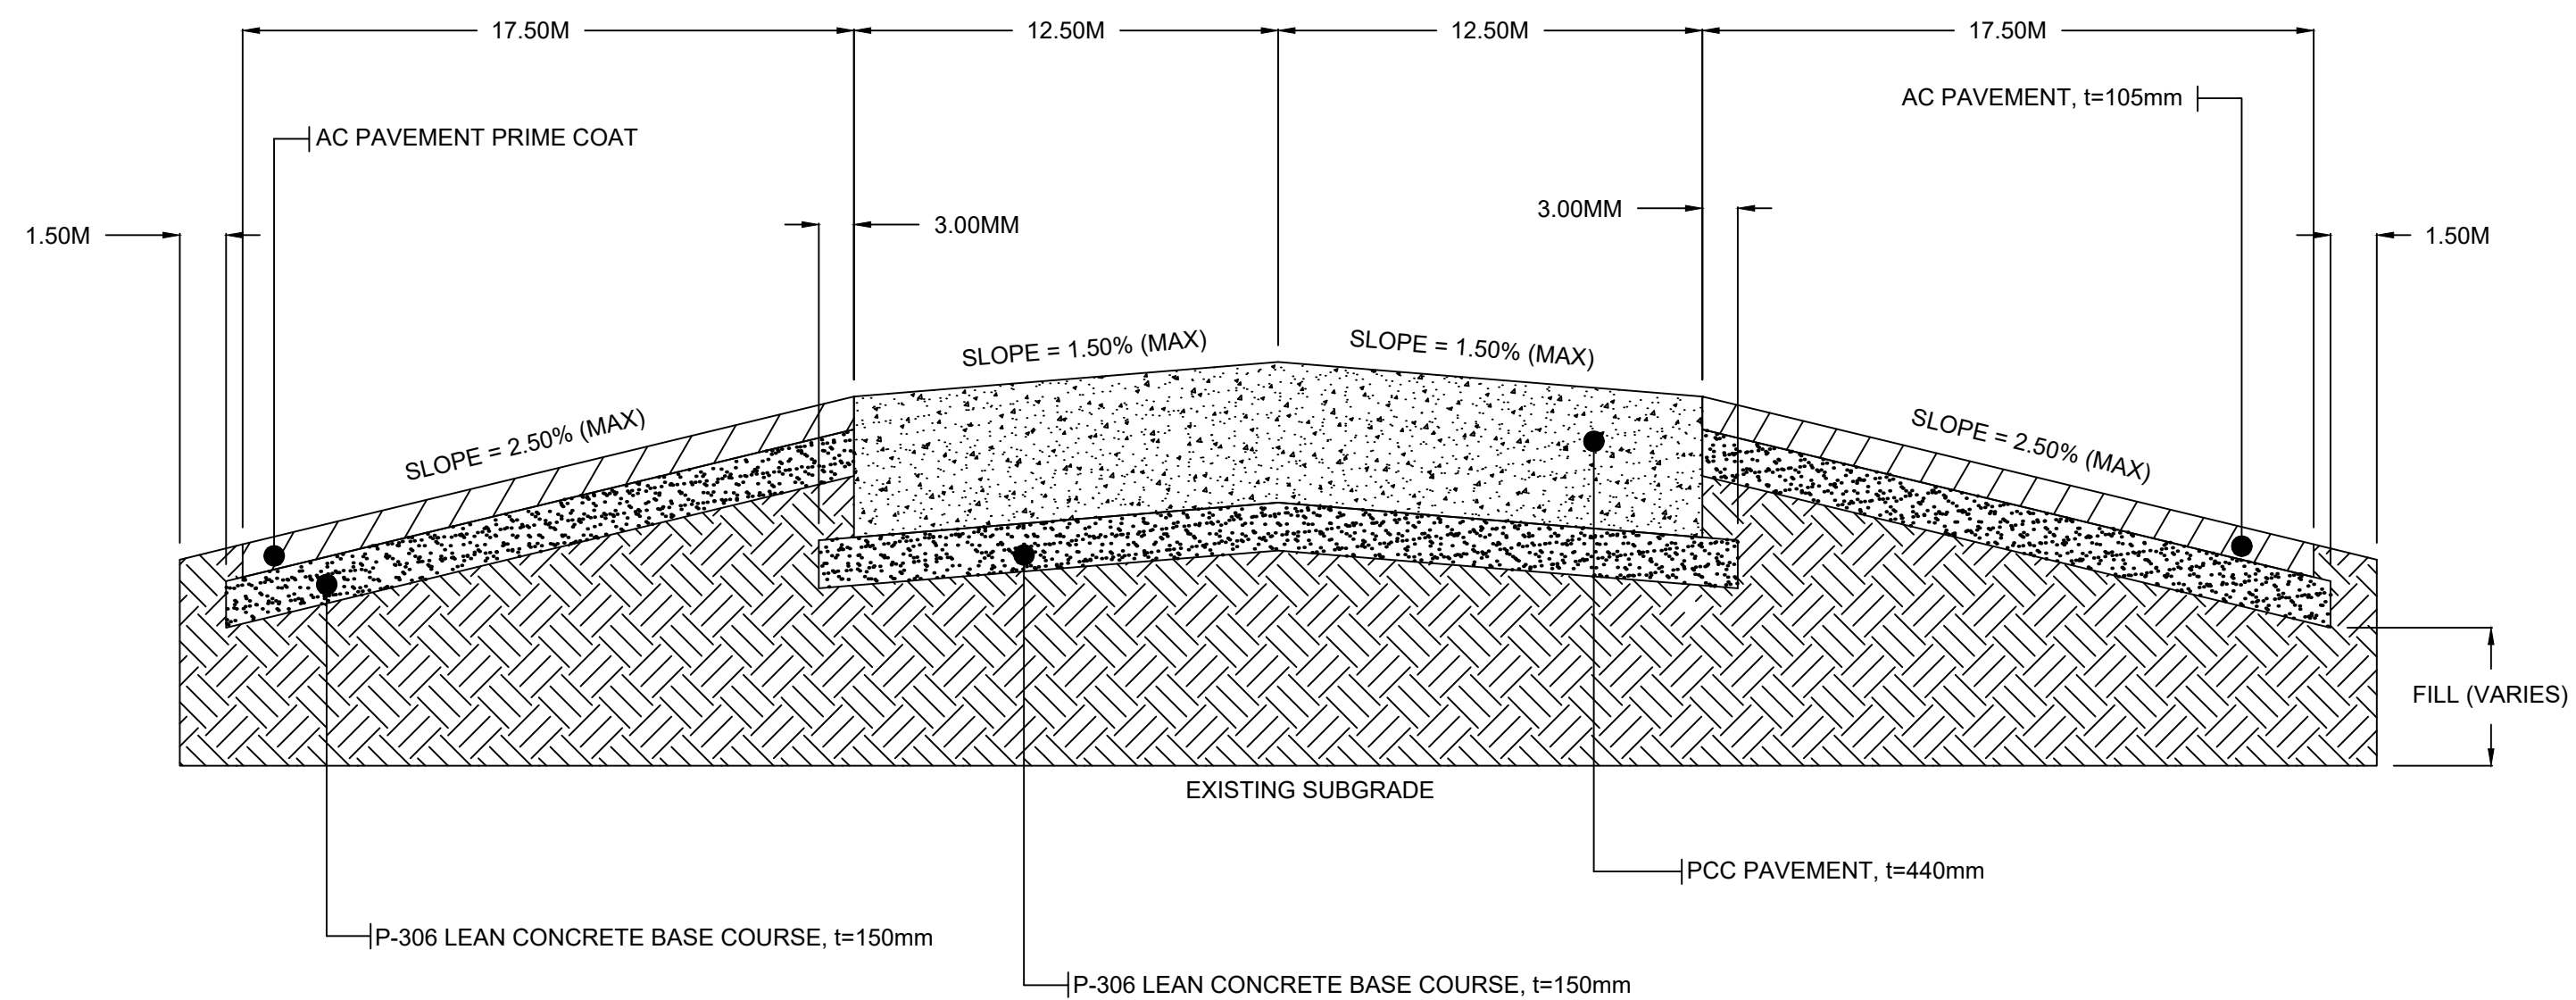 17.50M
12.50M
12.50M
17.50M
AC PAVEMENT, t=105mm
AC PAVEMENT PRIME COAT
3.00MM
3.00MM
1.50M
1.50M
SLOPE = 1.50% (MAX)
SLOPE = 1.50% (MAX)
SLOPE = 2.50% (MAX)
SLOPE = 2.50% (MAX)
FILL (VARIES)
EXISTING SUBGRADE
PCC PAVEMENT, t=440mm
P-306 LEAN CONCRETE BASE COURSE, t=150mm
P-306 LEAN CONCRETE BASE COURSE, t=150mm